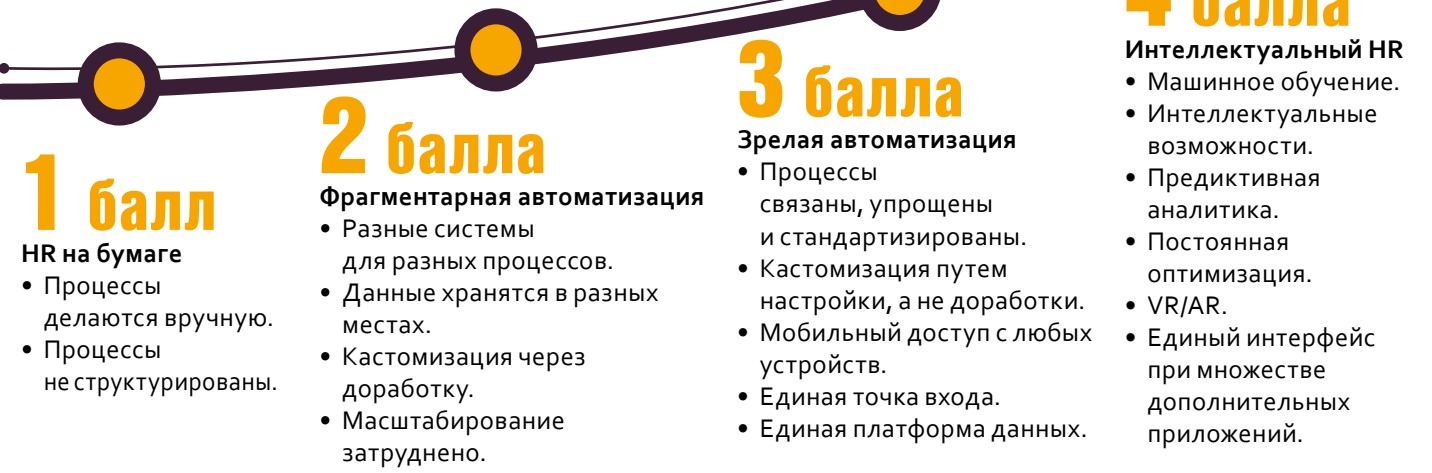 1 балл
HR на бумаге
• Процессы
делаются вручную.
• Процессы
не структурированы.
2 балла
Фрагментарная автоматизация
• Разные системы
для разных процессов.
• Данные хранятся в разных
местах.
• Кастомизация через
доработку.
• Масштабирование
затруднено.
3 балла
Зрелая автоматизация
• Процессы
связаны, упрощены
и стандартизированы.
• Кастомизация путем
настройки, а не доработки.
• Мобильный доступ с любых
устройств.
• Единая точка входа.
• Единая платформа данных.
4 балла
Интеллектуальный HR
• Машинное обучение.
• Интеллектуальные
возможности.
• Предиктивная
аналитика.
• Постоянная
оптимизация.
• VR/AR.
• Единый интерфейс
при множестве
дополнительных
приложений.